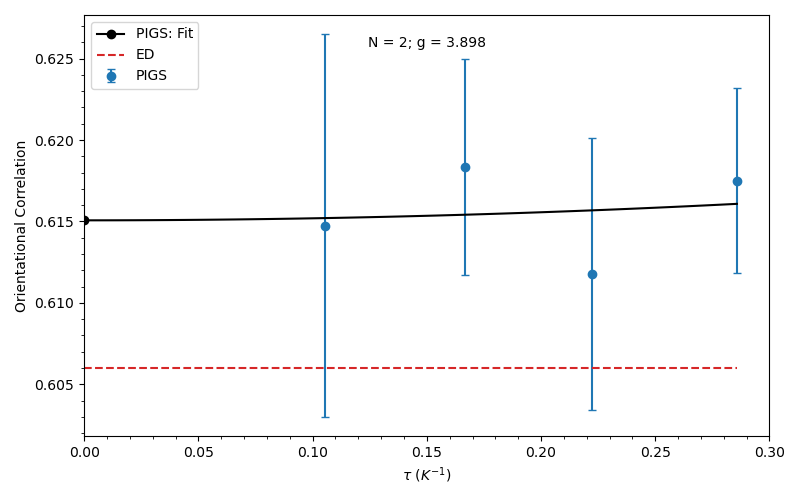 PIGS: Fit
ED
PIGS
N = 2; g = 3.898
Orientational Correlation
0.625
0.620
0.615
0.610
0.605
0.00 0.05 0.10 0.15 0.20 0.25 0.30
τ (K⁻¹)